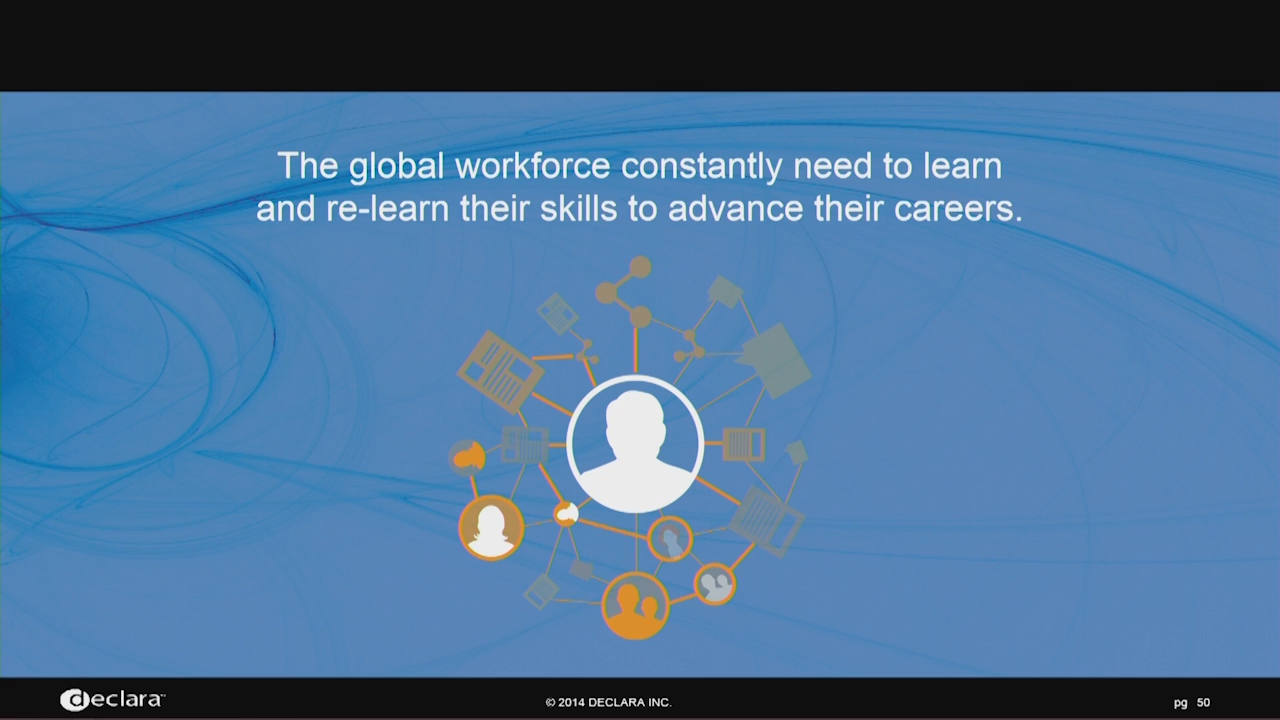 The global workforce constantly need to learn
and re-learn their skills to advance their careers.
declara™
© 2014 DECLARA INC.
pg 50